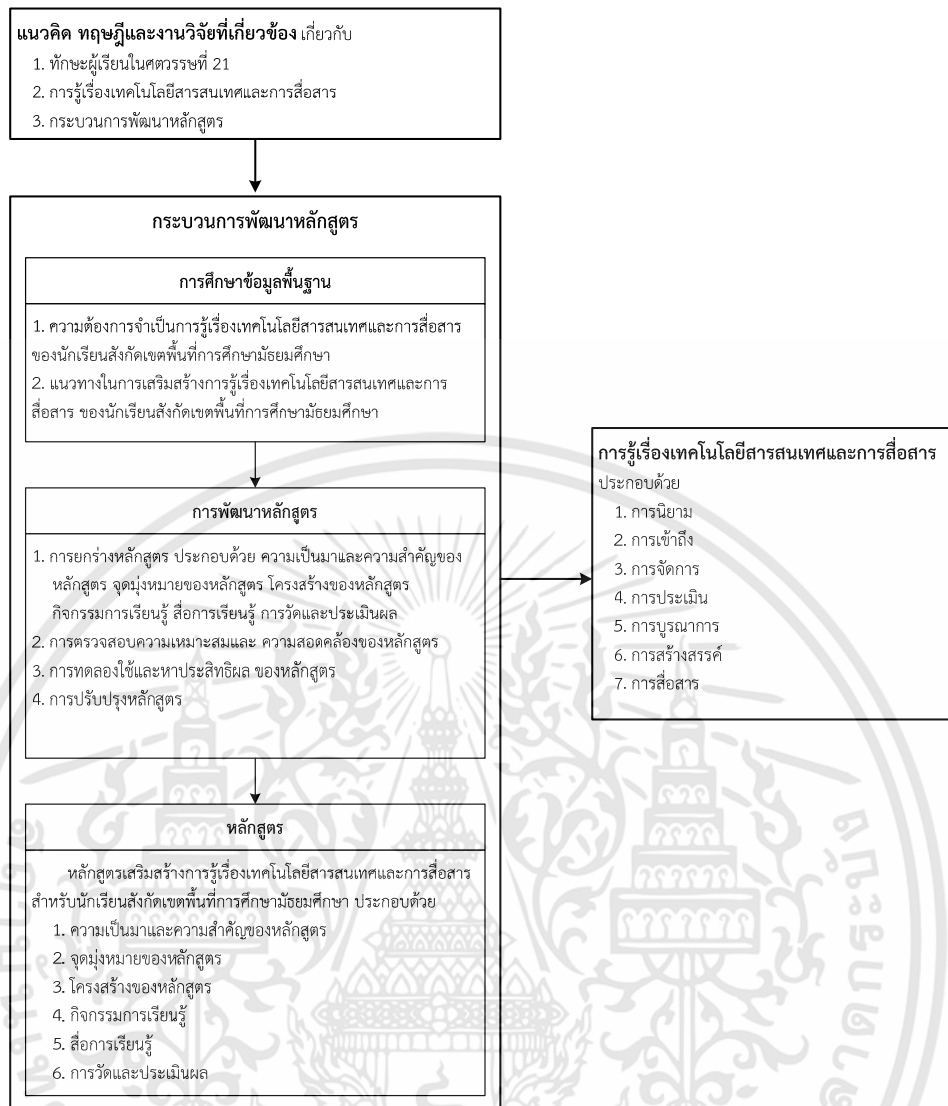 แนวคิด ทฤษฎีและงานวิจัยที่เกี่ยวข้อง เกี่ยวกับ
1. ทักษะผู้เรียนในศตวรรษที่ 21
2. การรู้เรื่องเทคโนโลยีสารสนเทศและการสื่อสาร
3. กระบวนการพัฒนาหลักสูตร
กระบวนการพัฒนาหลักสูตร
การศึกษาข้อมูลพื้นฐาน
1. ความต้องการจำเป็นการรู้เรื่องเทคโนโลยีสารสนเทศและการสื่อสาร
ของนักเรียนสังกัดเขตพื้นที่การศึกษามัธยมศึกษา
2. แนวทางในการเสริมสร้างการรู้เรื่องเทคโนโลยีสารสนเทศและการ
สื่อสาร ของนักเรียนสังกัดเขตพื้นที่การศึกษามัธยมศึกษา
การพัฒนาหลักสูตร
1. การยกร่างหลักสูตร ประกอบด้วย ความเป็นมาและความสำคัญของ
หลักสูตร จุดมุ่งหมายของหลักสูตร โครงสร้างของหลักสูตร
กิจกรรมการเรียนรู้ สื่อการเรียนรู้ การวัดและประเมินผล
2. การตรวจสอบความเหมาะสมและ ความสอดคล้องของหลักสูตร
3. การทดลองใช้และหาประสิทธิผล ของหลักสูตร
4. การปรับปรุงหลักสูตร
หลักสูตร
หลักสูตรเสริมสร้างการรู้เรื่องเทคโนโลยีสารสนเทศและการสื่อสาร
สำหรับนักเรียนสังกัดเขตพื้นที่การศึกษามัธยมศึกษา ประกอบด้วย
1. ความเป็นมาและความสำคัญของหลักสูตร
2. จุดมุ่งหมายของหลักสูตร
3. โครงสร้างของหลักสูตร
4. กิจกรรมการเรียนรู้
5. สื่อการเรียนรู้
6. การวัดและประเมินผล
การรู้เรื่องเทคโนโลยีสารสนเทศและการสื่อสาร
ประกอบด้วย
1. การนิยาม
2. การเข้าถึง
3. การจัดการ
4. การประเมิน
5. การบูรณาการ
6. การสร้างสรรค์
7. การสื่อสาร